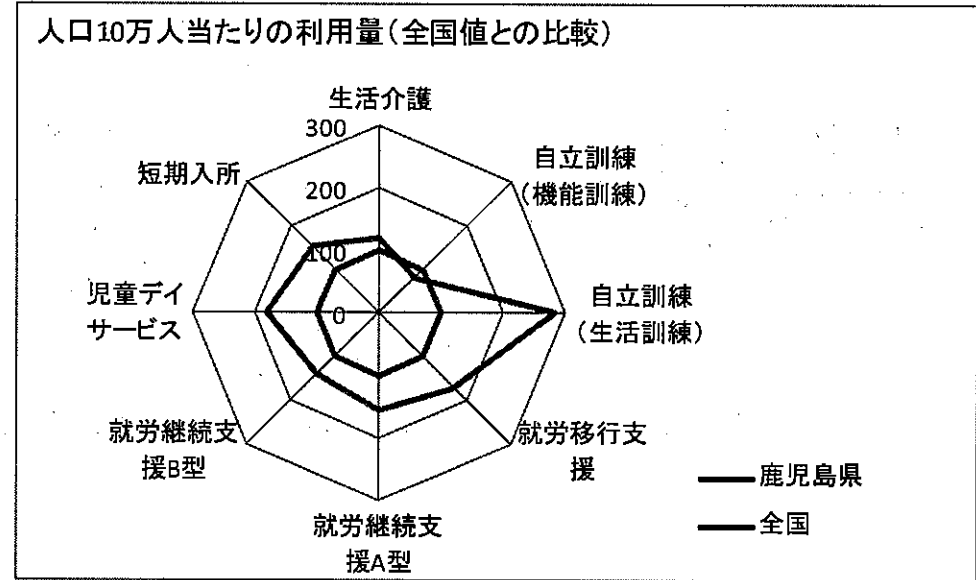 人口10万人当たりの利用量(全国値との比較)
生活介護
300
200
100
0
自立訓練
(機能訓練)
自立訓練
(生活訓練)
就労移行支
援
就労継続支
援A型
就労継続支
援B型
児童デイ
サービス
短期入所
鹿児島県
全国